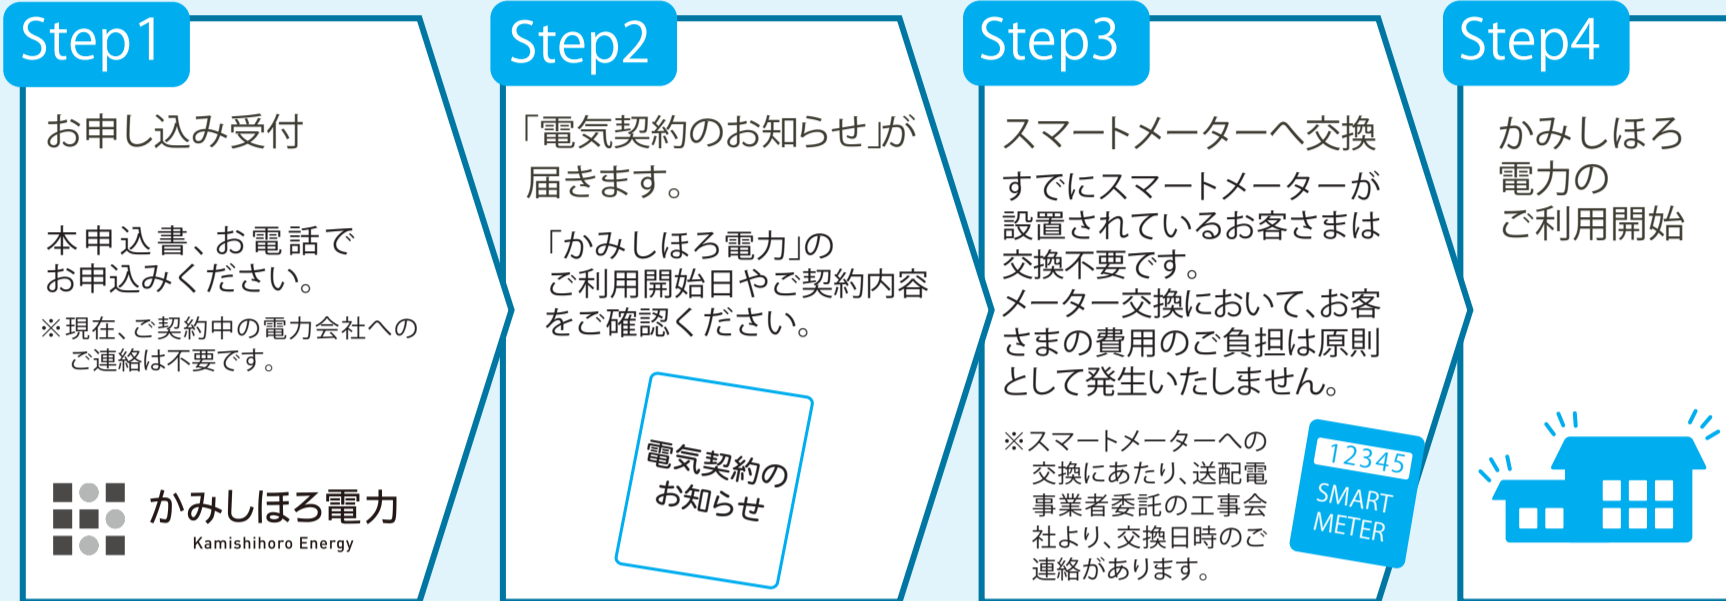 Step1
お申し込み受付
本申込書、お電話で
お申込みください。
※現在、ご契約中の電力会社への
ご連絡は不要です。
かみしほろ電力
Kamishihoro Energy
Step2
「電気契約のお知らせ」が
届きます。
「かみしほろ電力」の
ご利用開始日やご契約内容
をご確認ください。
電気契約の
お知らせ
Step3
スマートメーターへ交換
すでにスマートメーターが
設置されているお客さまは
交換不要です。
メーター交換において、お客
さまの費用のご負担は原則
として発生いたしません。
※スマートメーターへの
交換にあたり、送配電
事業者委託の工事会
社より、交換日時のご
連絡があります。
12345
SMART
METER
Step4
かみしほろ
電力の
ご利用開始